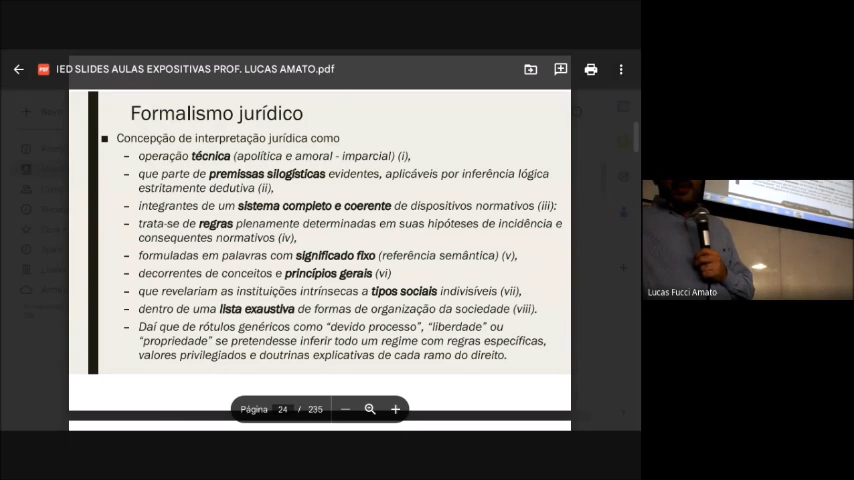 IED SLIDES AULAS EXPOSITIVAS PROF. LUCAS AMATO.pdf
Formalismo jurídico
■ Concepção de interpretação jurídica como
– operação técnica (apolítica e amoral - imparcial) (i),
– que parte de premissas silogísticas evidentes, aplicáveis por inferência lógica
estritamente dedutiva (ii),
– integrantes de um sistema completo e coerente de dispositivos normativos (iii):
– trata-se de regras plenamente determinadas em suas hipóteses de incidência e
consequentes normativos (iv),
– formuladas em palavras com significado fixo (referência semântica) (v),
– decorrentes de conceitos e princípios gerais (vi)
– que revelariam as instituições intrínsecas a tipos sociais indivisíveis (vii),
– dentro de uma lista exaustiva de formas de organização da sociedade (viii).
– Daí que de rótulos genéricos como “devido processo”, “liberdade” ou
“propriedade” se pretendesse inferir todo um regime com regras específicas,
valores privilegiados e doutrinas explicativas de cada ramo do direito.
Página 24 / 235
Lucas Fucci Amato